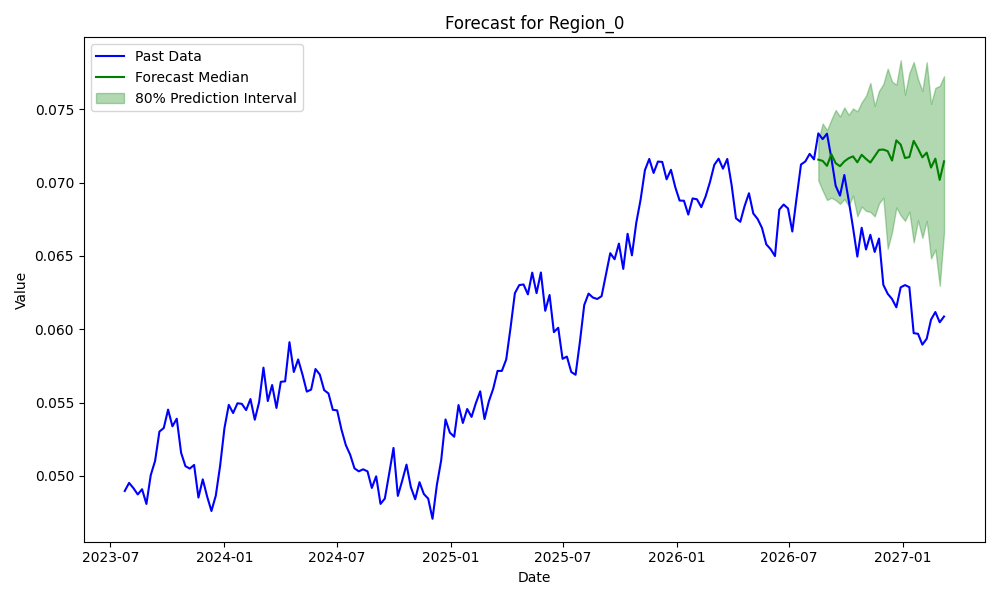 Forecast for Region_0
Past Data
Forecast Median
80% Prediction Interval
0.075
0.070
0.065
0.060
0.055
0.050
Value
2023-07
2024-01
2024-07
2025-01
2025-07
2026-01
2026-07
2027-01
Date